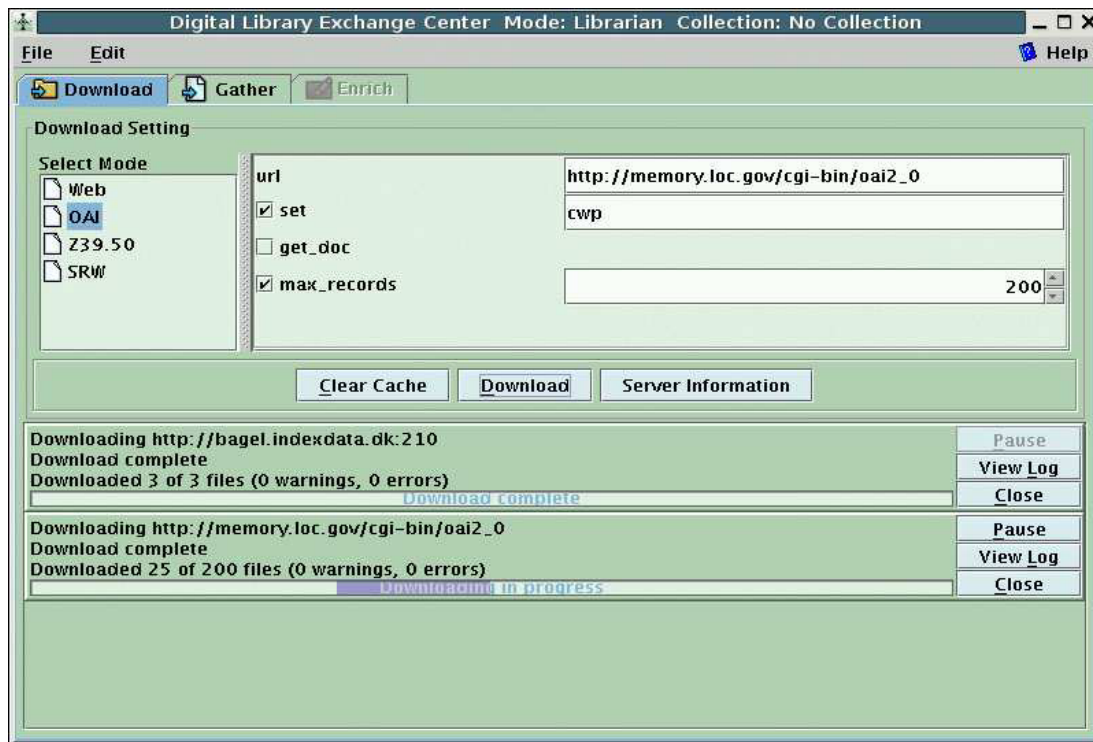 Digital Library Exchange Center Mode: Librarian Collection: No Collection
File Edit Help
Download Gather Enrich
Download Setting
Select Mode
Web
OAI
Z39.50
SRW
url http://memory.loc.gov/cgi-bin/oai2_0
set cwp
get_doc
max_records 200
Clear Cache Download Server Information
Downloading http://bagel.indexdata.dk:210
Download complete
Downloaded 3 of 3 files (0 warnings, 0 errors)
Download complete
Pause
View Log
Close
Downloading http://memory.loc.gov/cgi-bin/oai2_0
Download complete
Downloaded 25 of 200 files (0 warnings, 0 errors)
Downloading in progress
Pause
View Log
Close